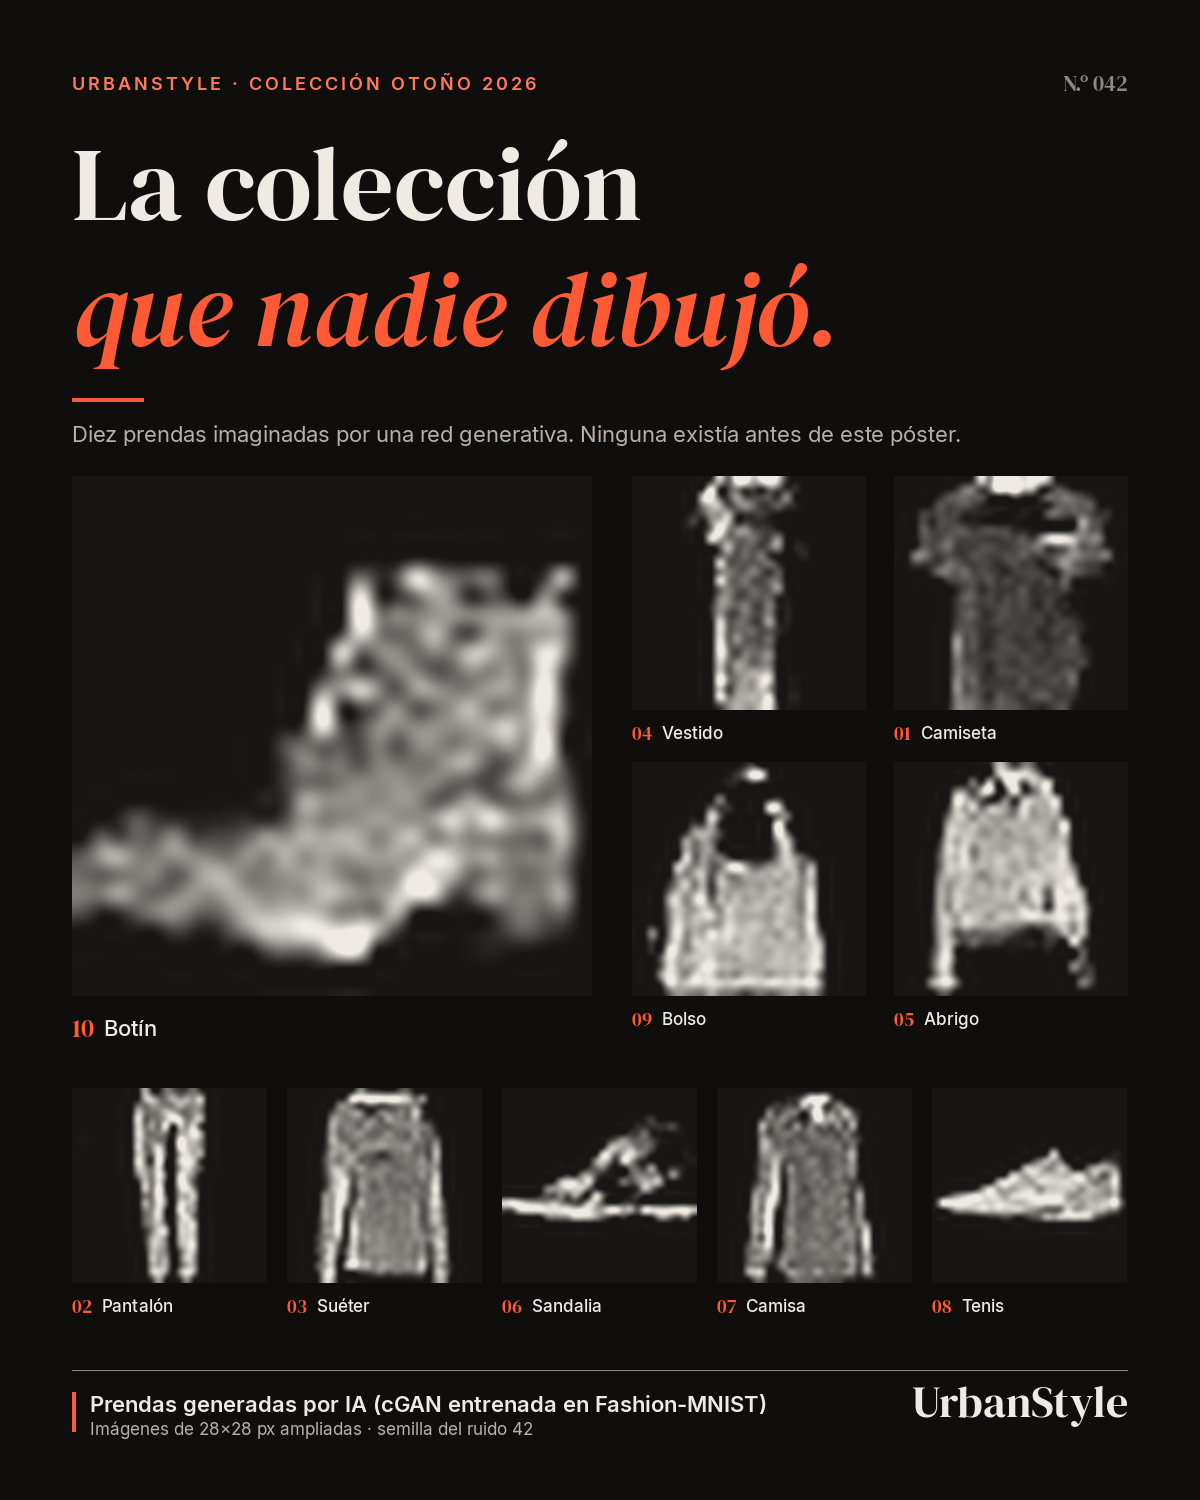 URBANSTYLE · COLECCIÓN OTOÑO 2026
N.º 042
La colección
que nadie dibujó.
Diez prendas imaginadas por una red generativa. Ninguna existía antes de este póster.
04 Vestido
01 Camiseta
10 Botín
09 Bolso
05 Abrigo
02 Pantalón
03 Suéter
06 Sandalia
07 Camisa
08 Tenis
Prendas generadas por IA (cGAN entrenada en Fashion-MNIST)
Imágenes de 28×28 px ampliadas · semilla del ruido 42
UrbanStyle